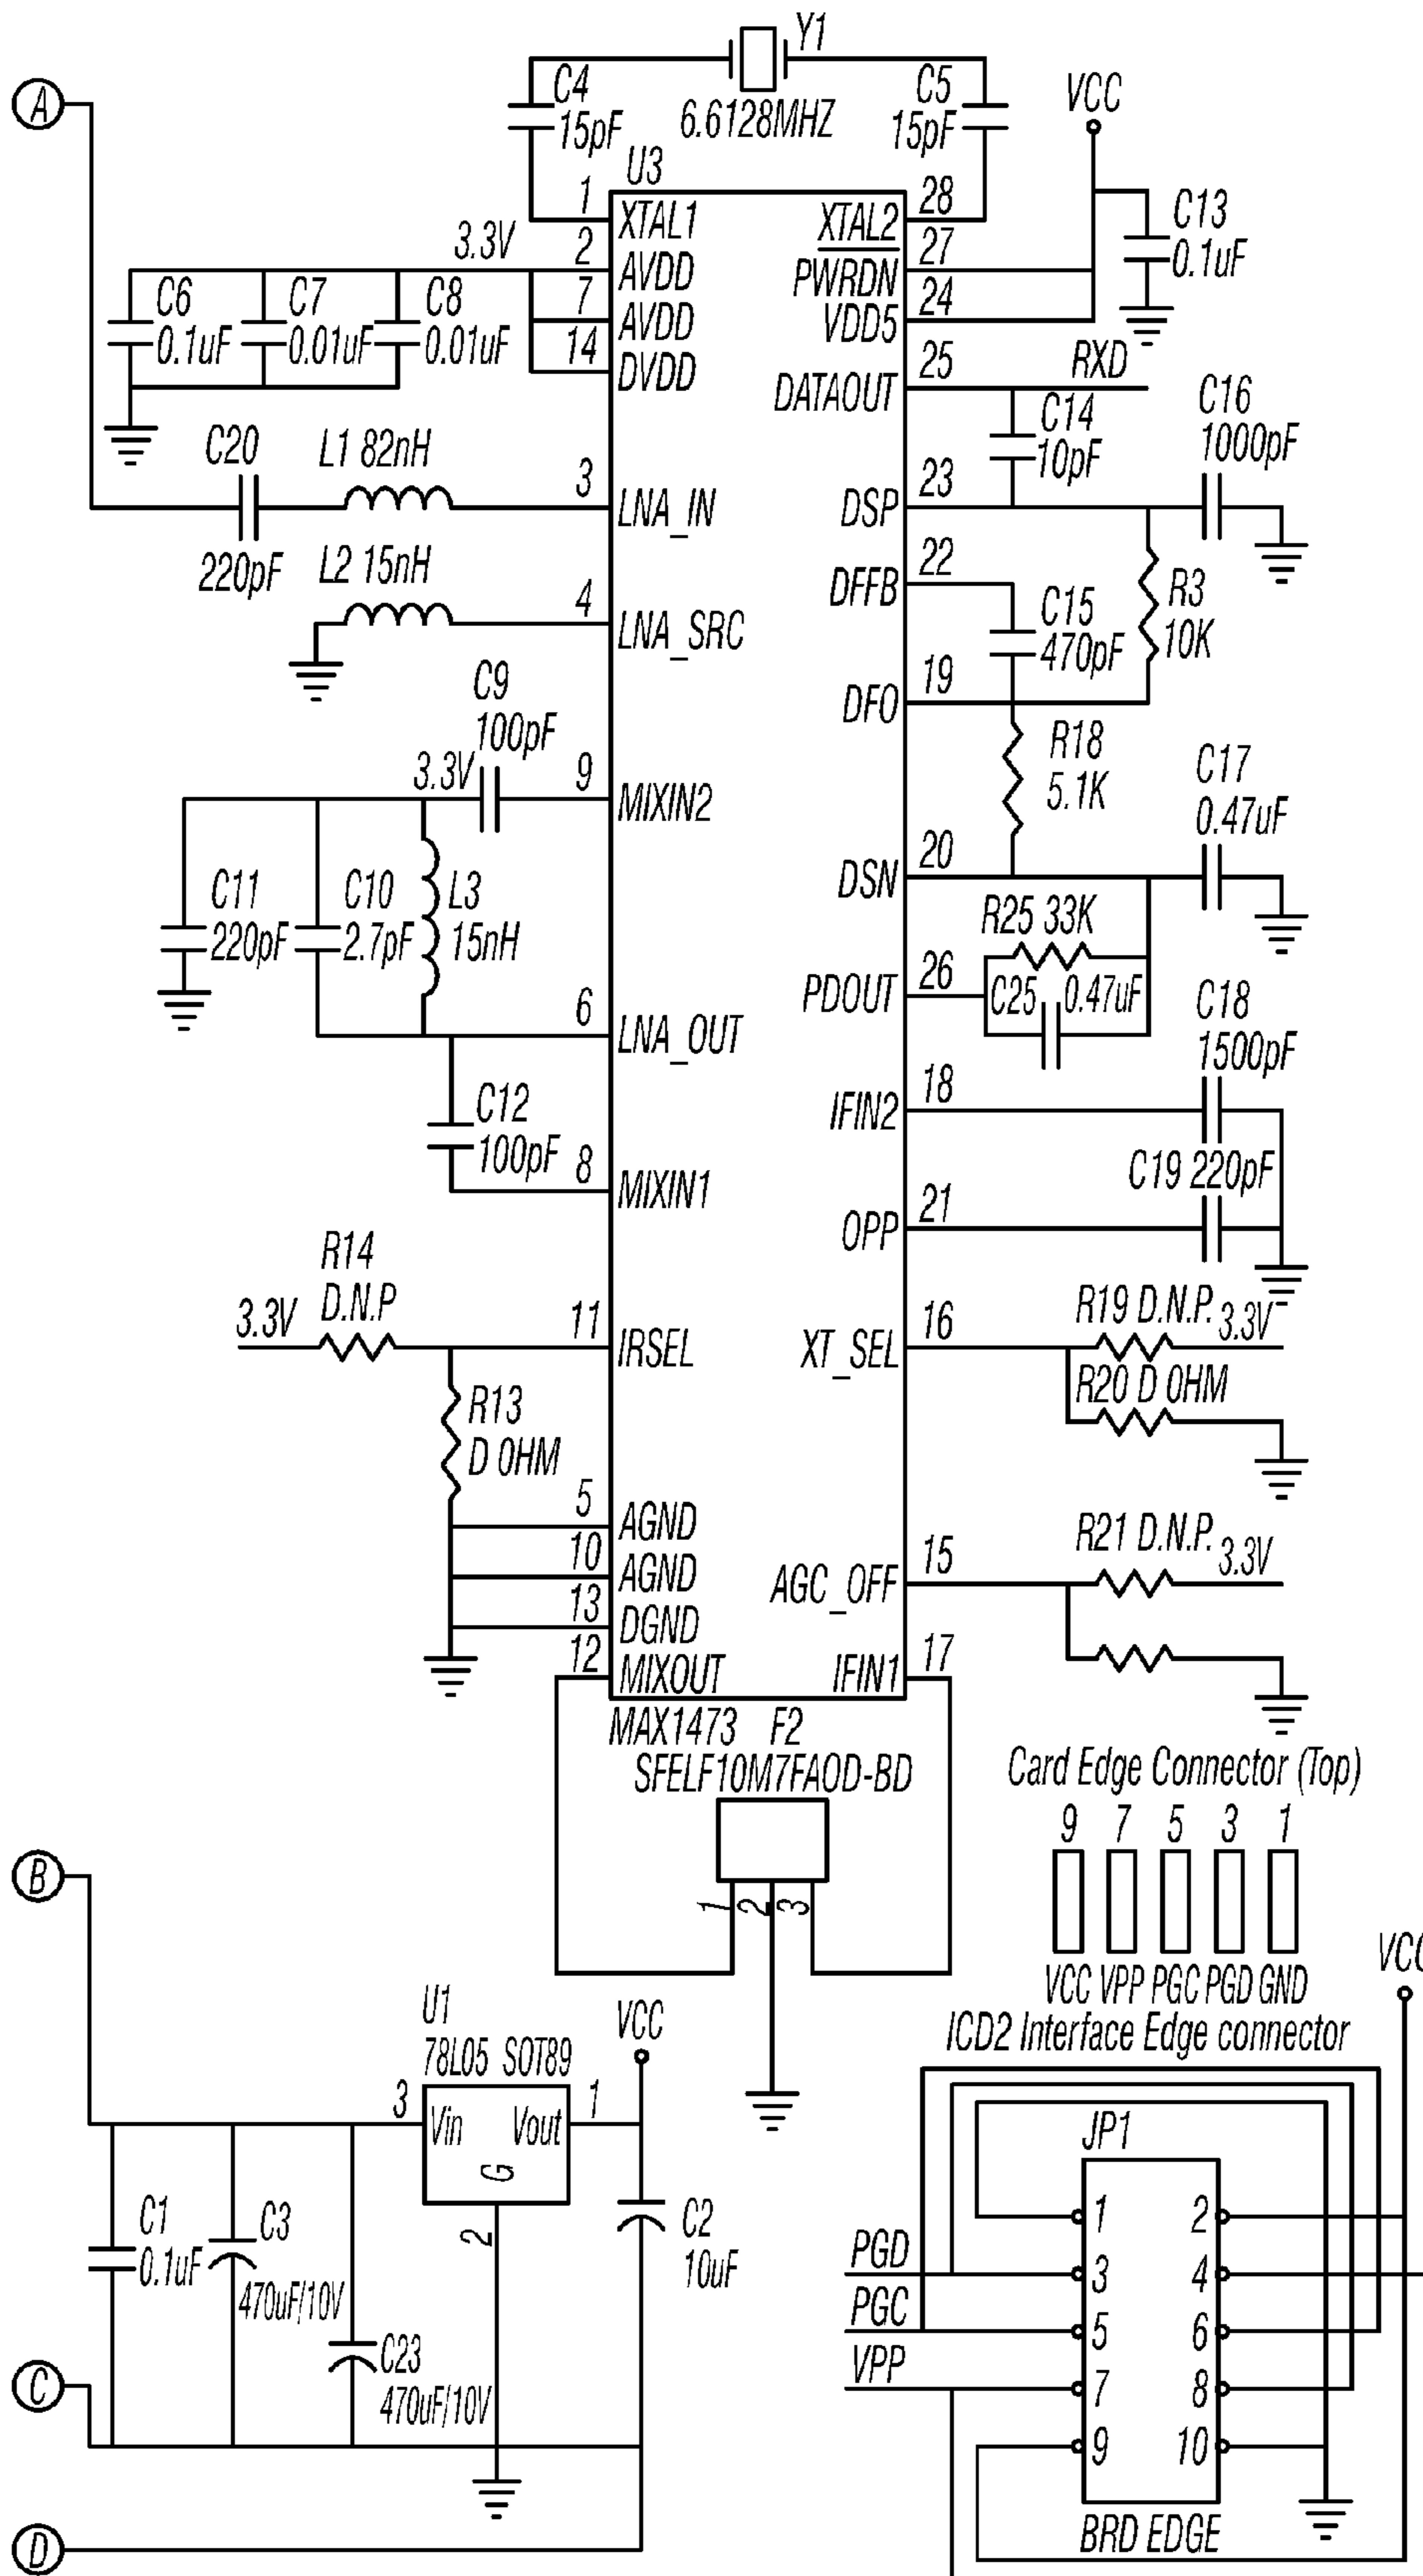 Y1
C4
15pF
6.6128MHZ
C5
15pF
VCC
A
U3
1
XTAL1
28
XTAL2
C13
0.1uF
3.3V
2
AVDD
27
PWRDN
C6
0.1uF
C7
0.01uF
C8
0.01uF
7
AVDD
24
VDD5
14
DVDD
25
DATAOUT
RXD
C14
10pF
C16
1000pF
C20
220pF
L1 82nH
3
LNA_IN
23
DSP
L2 15nH
4
LNA_SRC
22
DFFB
C15
470pF
R3
10K
C9
100pF
19
DFO
3.3V
9
MIXIN2
R18
5.1K
C17
0.47uF
C11
220pF
C10
2.7pF
L3
15nH
20
DSN
R25 33K
26
PDOUT
C25
0.47uF
6
LNA_OUT
C18
1500pF
C12
100pF
18
IFIN2
8
MIXIN1
C19 220pF
21
OPP
R14
D.N.P
3.3V
11
IRSEL
16
XT_SEL
R19 D.N.P.
3.3V
R13
D OHM
R20 D OHM
5
AGND
10
AGND
13
DGND
12
MIXOUT
15
AGC_OFF
R21 D.N.P.
3.3V
17
IFIN1
MAX1473
F2
SFELF10M7FAOD-BD
1
2
3
Card Edge Connector (Top)
9 7 5 3 1
VCC VPP PGC PGD GND
ICD2 Interface Edge connector
VCC
B
U1
78L05 SOT89
VCC
3
Vin
Vout
1
G
2
C1
0.1uF
C3
470uF/10V
C23
470uF/10V
C2
10uF
C
D
JP1
1
2
PGD
3
4
PGC
5
6
VPP
7
8
9
10
BRD EDGE